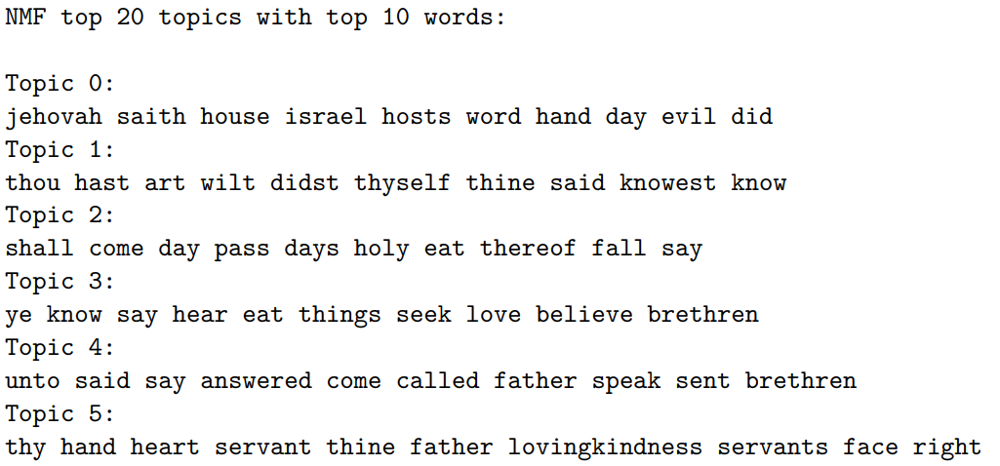 NMF top 20 topics with top 10 words:
Topic 0:
jehovah saith house israel hosts word hand day evil did
Topic 1:
thou hast art wilt didst thyself thine said knowest know
Topic 2:
shall come day pass days holy eat thereof fall say
Topic 3:
ye know say hear eat things seek love believe brethren
Topic 4:
unto said say answered come called father speak sent brethren
Topic 5:
thy hand heart servant thine father lovingkindness servants face right